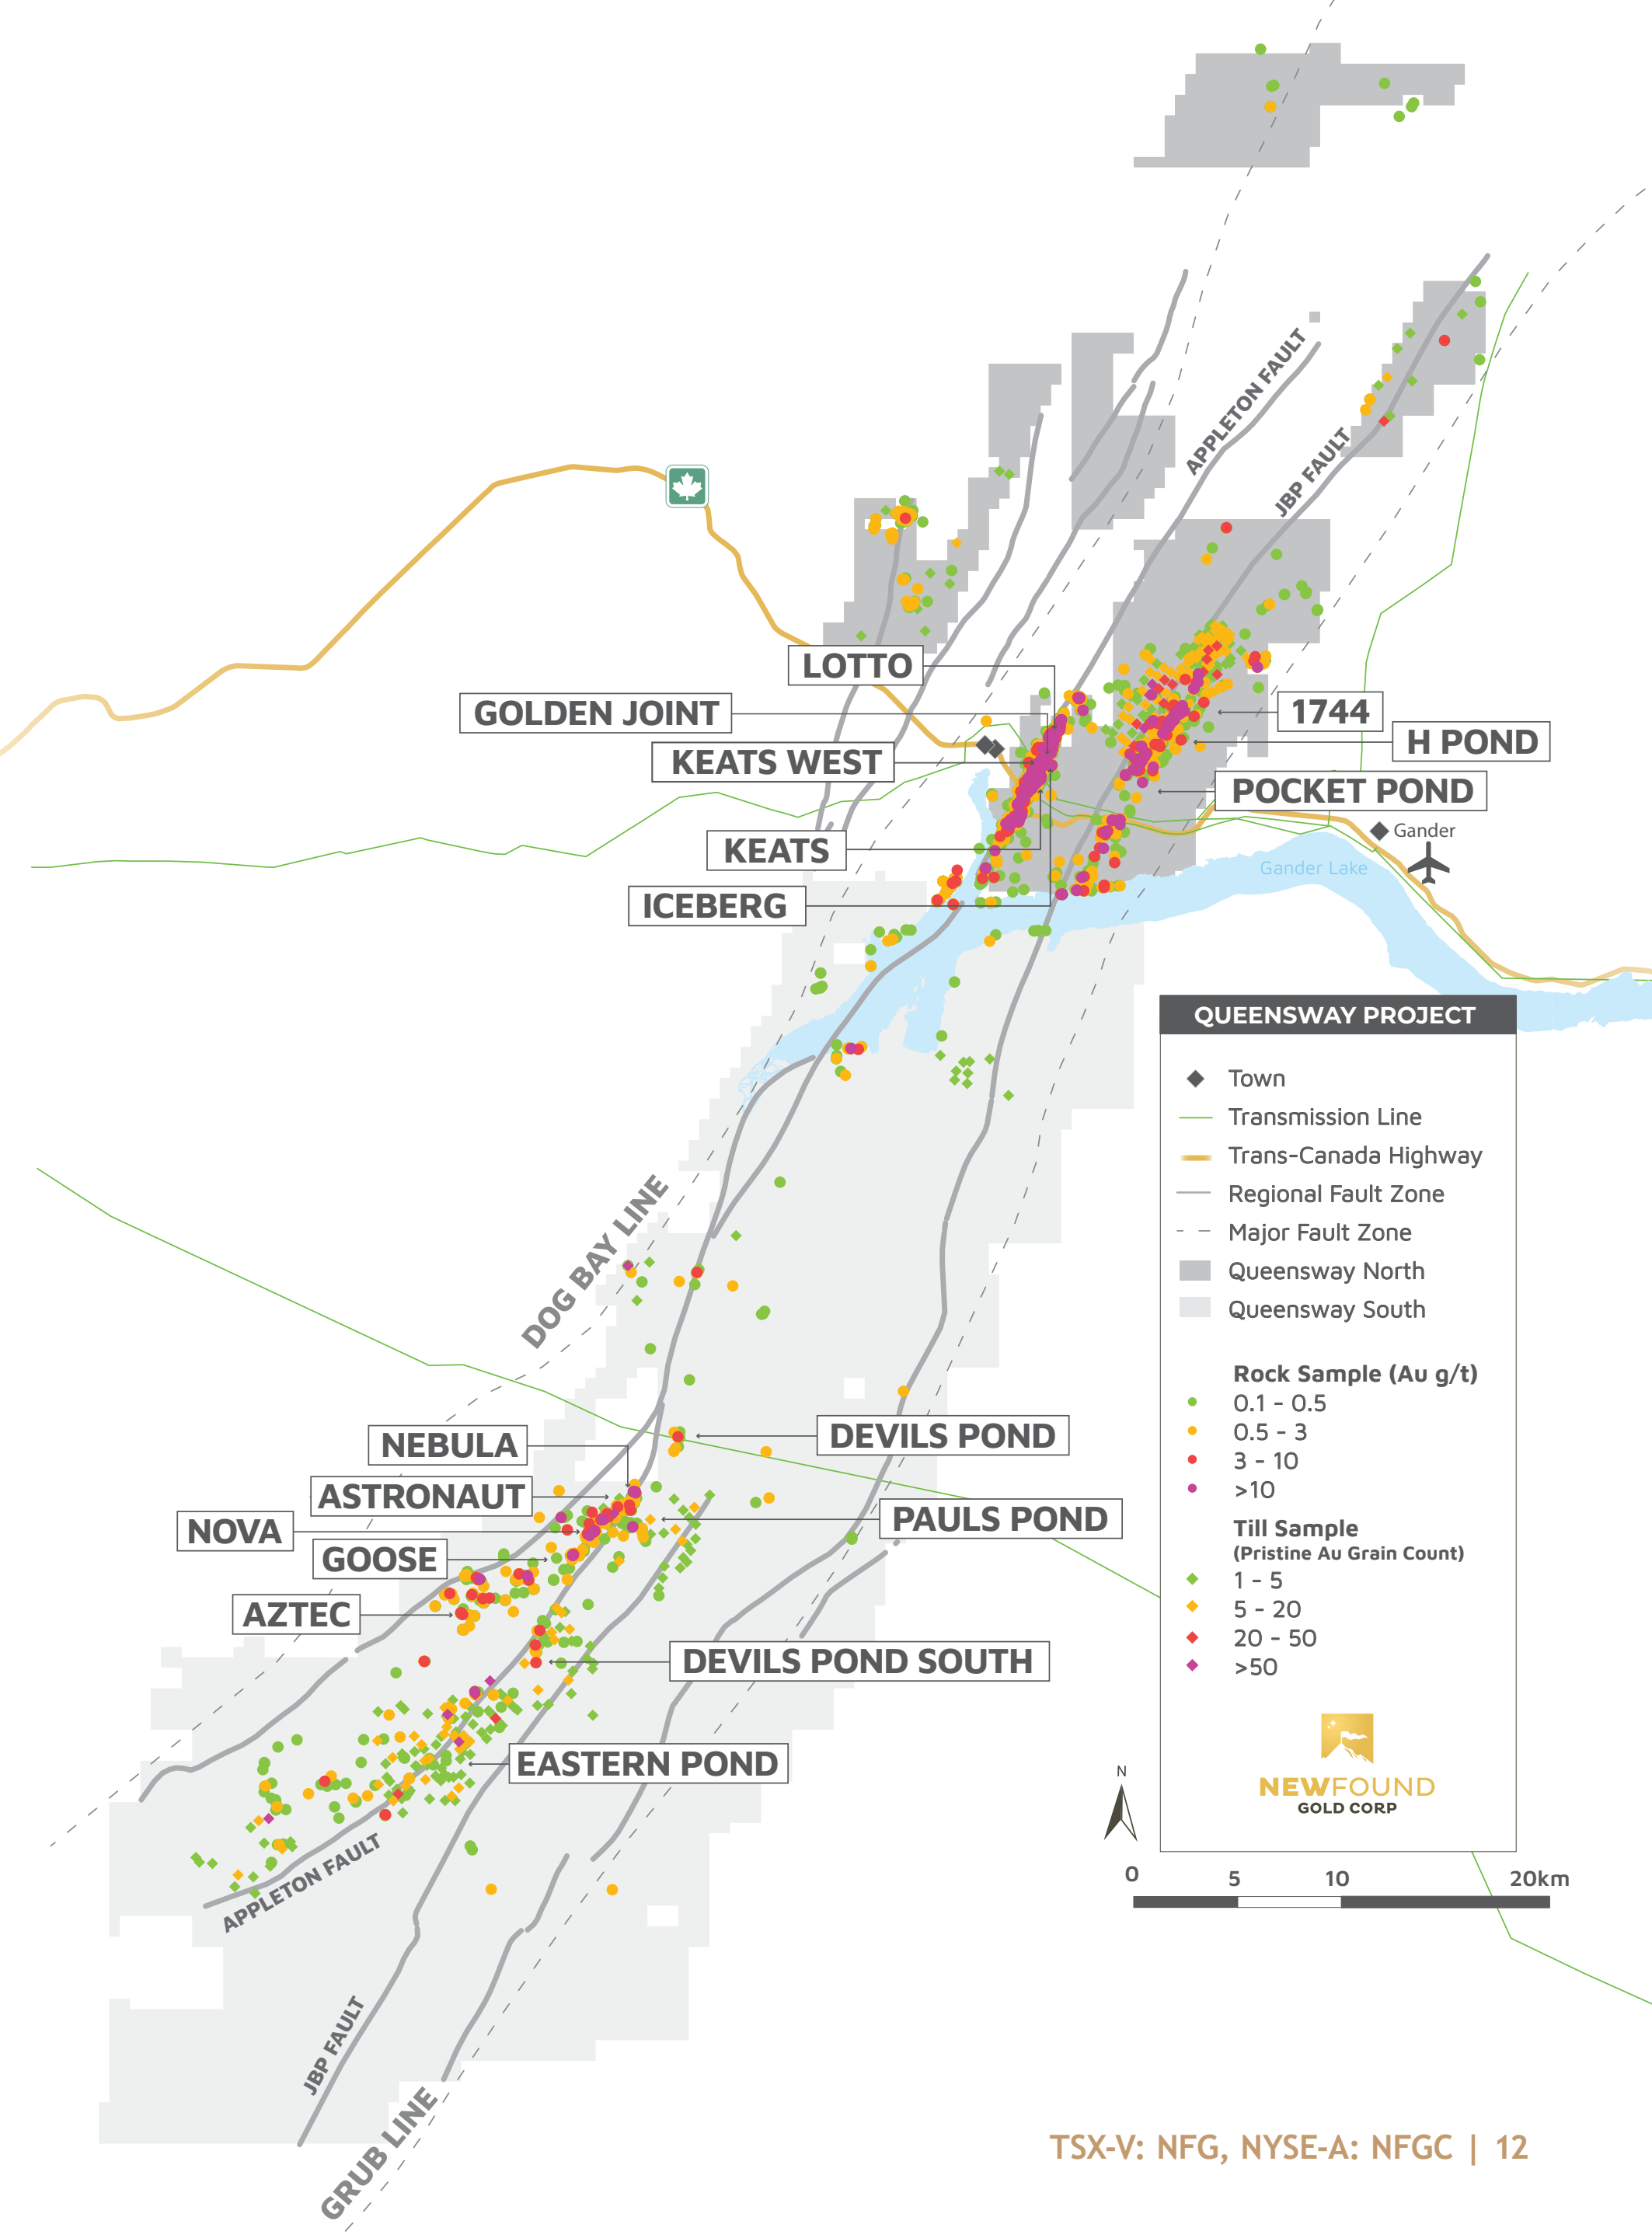 APPLETON FAULT
JBP FAULT
LOTTO
GOLDEN JOINT
1744
H POND
KEATS WEST
POCKET POND
Gander
KEATS
Gander Lake
ICEBERG
QUEENSWAY PROJECT
Town
Transmission Line
Trans-Canada Highway
Regional Fault Zone
Major Fault Zone
Queensway North
Queensway South
Rock Sample (Au g/t)
0.1 - 0.5
0.5 - 3
3 - 10
>10
Till Sample
(Pristine Au Grain Count)
1 - 5
5 - 20
20 - 50
>50
NEWFOUND
GOLD CORP
DOG BAY LINE
DEVILS POND
NEBULA
ASTRONAUT
PAULS POND
NOVA
GOOSE
AZTEC
DEVILS POND SOUTH
EASTERN POND
N
APPLETON FAULT
0 5 10 20km
JBP FAULT
GRUB LINE
TSX-V: NFG, NYSE-A: NFGC | 12